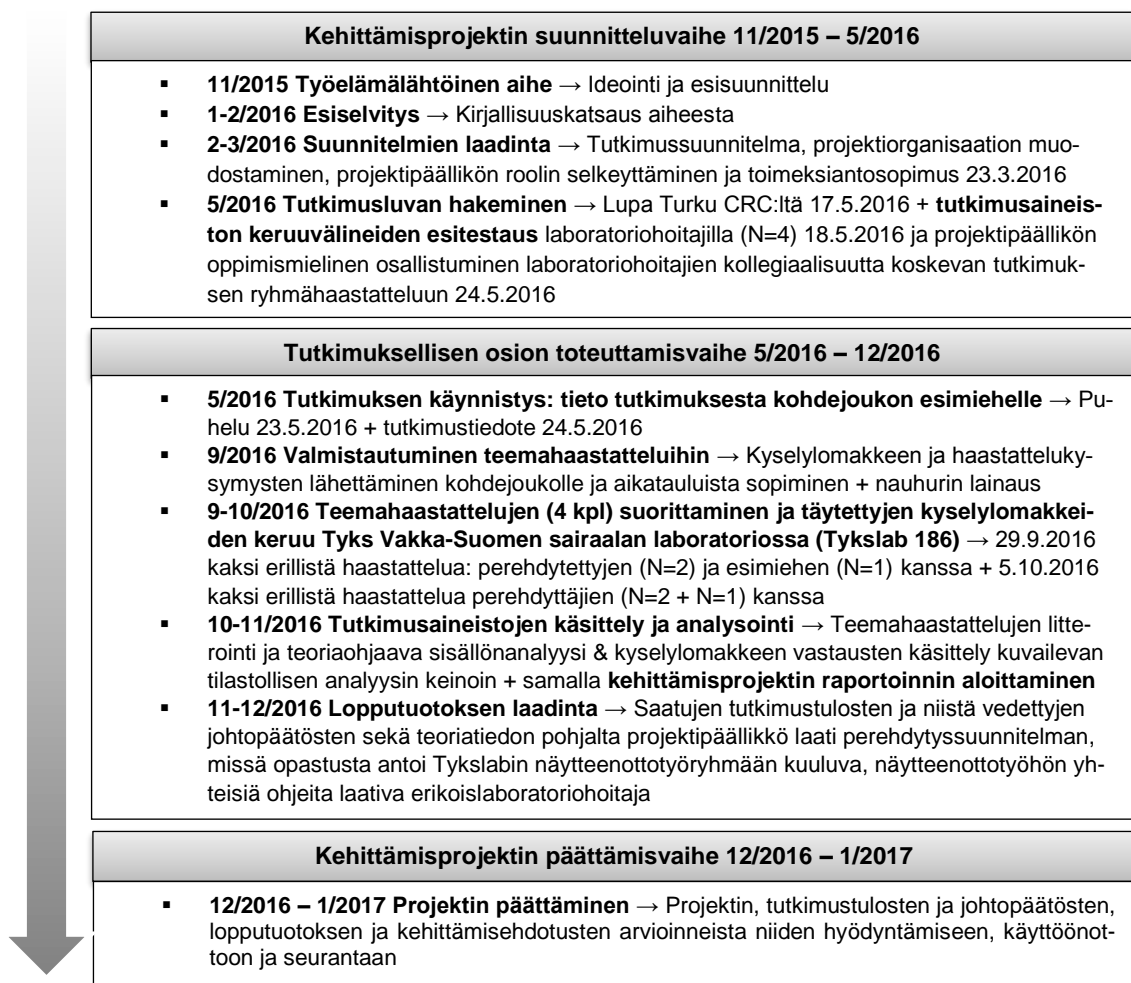 Kehittämisprojektin suunnitteluvaihe 11/2015 – 5/2016
▪ 11/2015 Työelämälähtöinen aihe → Ideointi ja esisuunnittelu
▪ 1-2/2016 Esiselvitys → Kirjallisuuskatsaus aiheesta
▪ 2-3/2016 Suunnitelmien laadinta → Tutkimussuunnitelma, projektiorganisaation muo-
dostaminen, projektipäällikön roolin selkeyttäminen ja toimeksiantosopimus 23.3.2016
▪ 5/2016 Tutkimusluvan hakeminen → Lupa Turku CRC:ltä 17.5.2016 + tutkimusaineis-
ton keruuvälineiden esitestaus laboratoriohoitajilla (N=4) 18.5.2016 ja projektipäällikön
oppimismielinen osallistuminen laboratoriohoitajien kollegiaalisuutta koskevan tutkimuk-
sen ryhmähaastatteluun 24.5.2016
Tutkimuksellisen osion toteuttamisvaihe 5/2016 – 12/2016
▪ 5/2016 Tutkimuksen käynnistys: tieto tutkimuksesta kohdejoukon esimiehelle → Pu-
helu 23.5.2016 + tutkimustiedote 24.5.2016
▪ 9/2016 Valmistautuminen teemahaastatteluihin → Kyselylomakkeen ja haastatteluky-
symysten lähettäminen kohdejoukolle ja aikatauluista sopiminen + nauhurin lainaus
▪ 9-10/2016 Teemahaastattelujen (4 kpl) suorittaminen ja täytettyjen kyselylomakkei-
den keruu Tyks Vakka-Suomen sairaalan laboratoriossa (Tykslab 186) → 29.9.2016
kaksi erillistä haastattelua: perehdytettyjen (N=2) ja esimiehen (N=1) kanssa + 5.10.2016
kaksi erillistä haastattelua perehdyttäjien (N=2 + N=1) kanssa
▪ 10-11/2016 Tutkimusaineistojen käsittely ja analysointi → Teemahaastattelujen litte-
rointi ja teoriaohjaava sisällönanalyysi & kyselylomakkeen vastausten käsittely kuvailevan
tilastollisen analyysin keinoin + samalla kehittämisprojektin raportoinnin aloittaminen
▪ 11-12/2016 Lopputuotoksen laadinta → Saatujen tutkimustulosten ja niistä vedettyjen
johtopäätösten sekä teoriatiedon pohjalta projektipäällikkö laati perehdytyssuunnitelman,
missä opastusta antoi Tykslabin näytteenottotyöryhmään kuuluva, näytteenottotyöhön yh-
teisiä ohjeita laativa erikoislaboratoriohoitaja
Kehittämisprojektin päättämisvaihe 12/2016 – 1/2017
▪ 12/2016 – 1/2017 Projektin päättäminen → Projektin, tutkimustulosten ja johtopäätösten,
lopputuotoksen ja kehittämisehdotusten arvioinneista niiden hyödyntämiseen, käyttöönot-
toon ja seurantaan